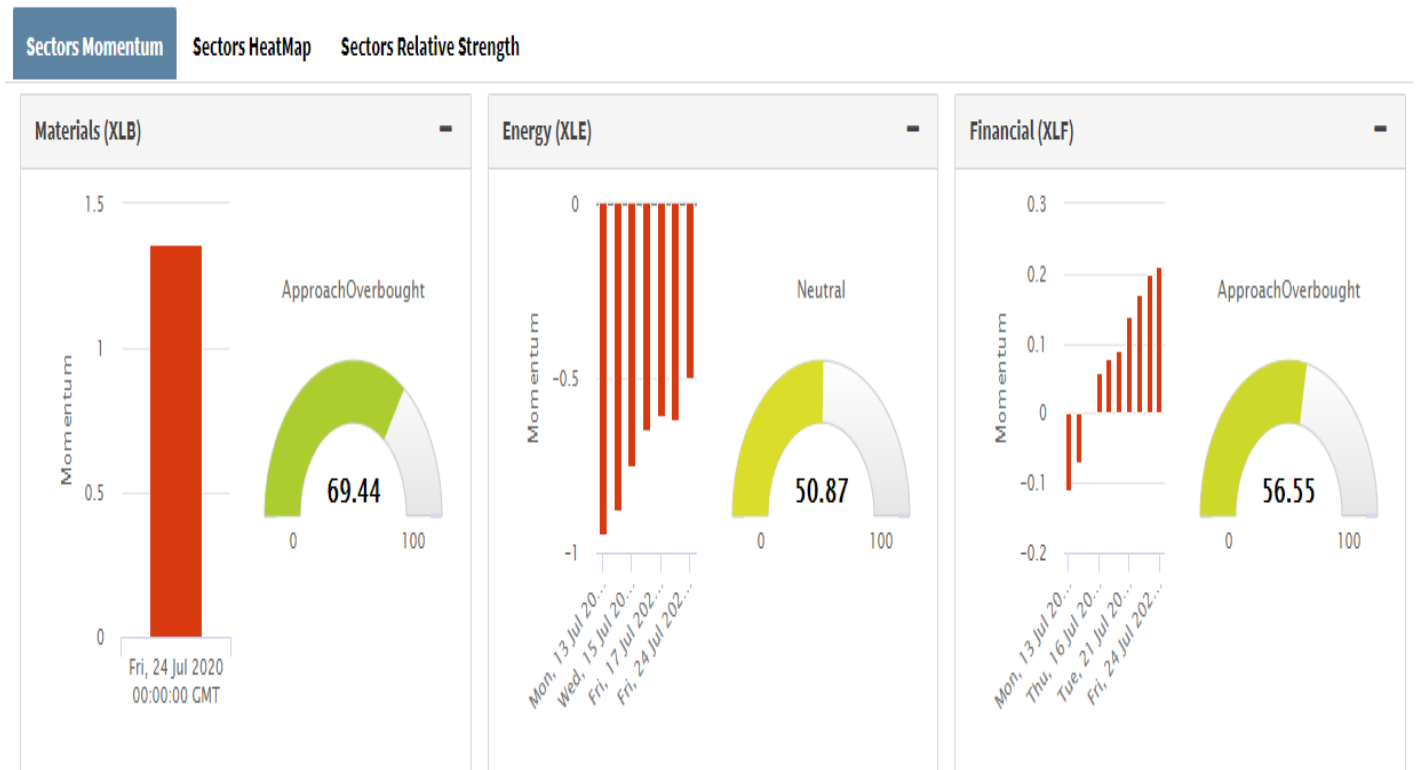 Sectors Momentum
Sectors HeatMap
Sectors Relative Strength
Materials (XLB)
1.5
1
0.5
0
Momentum
Fri, 24 Jul 2020
00:00:00 GMT
ApproachOverbought
69.44
0
100
Energy (XLE)
0
-0.5
-1
Momentum
Mon, 13 Jul 20...
Wed, 15 Jul 20...
Fri, 17 Jul 202...
Fri, 24 Jul 202...
Neutral
50.87
0
100
Financial (XLF)
0.3
0.2
0.1
0
-0.1
-0.2
Momentum
Mon, 13 Jul 20...
Thu, 16 Jul 20...
Tue, 21 Jul 20...
Fri, 24 Jul 202...
ApproachOverbought
56.55
0
100